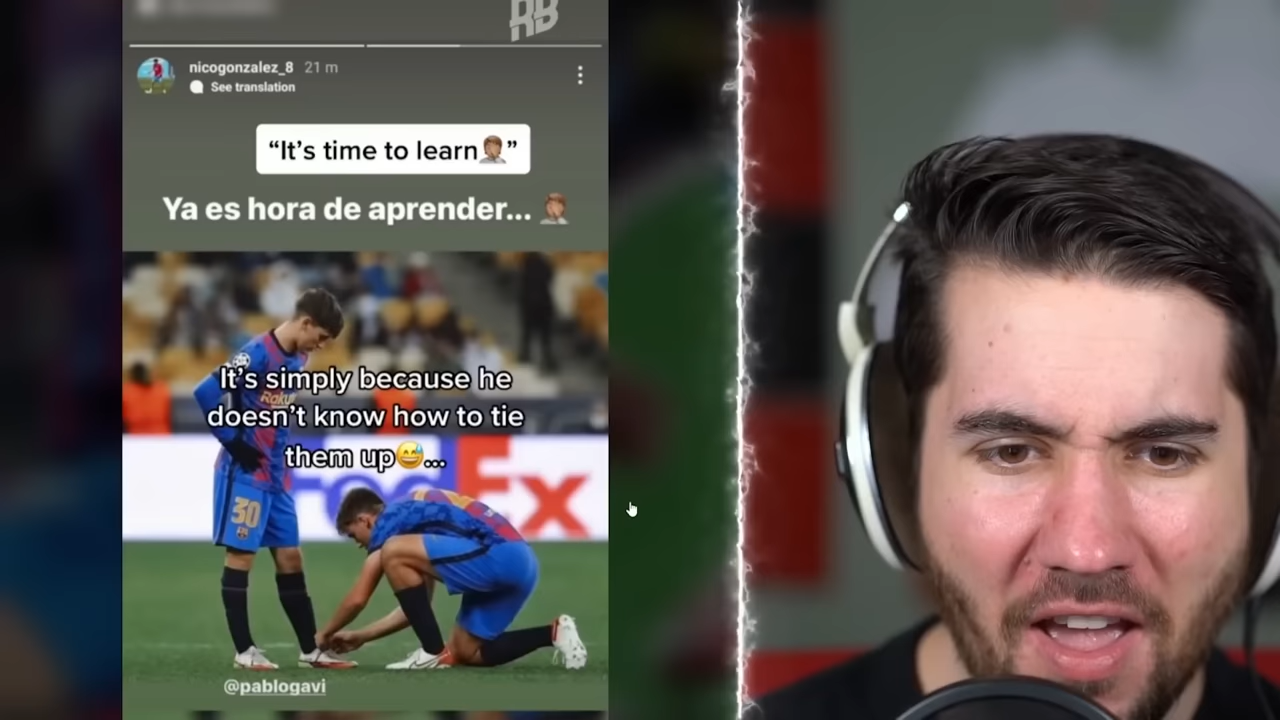 RB
nicogonzalez_8 21 m
See translation
“It’s time to learn🤦🏽‍♂️”
Ya es hora de aprender... 🤦🏽‍♂️
It’s simply because he
doesn’t know how to tie
them up😅...
FedEx
30
@pablogavi